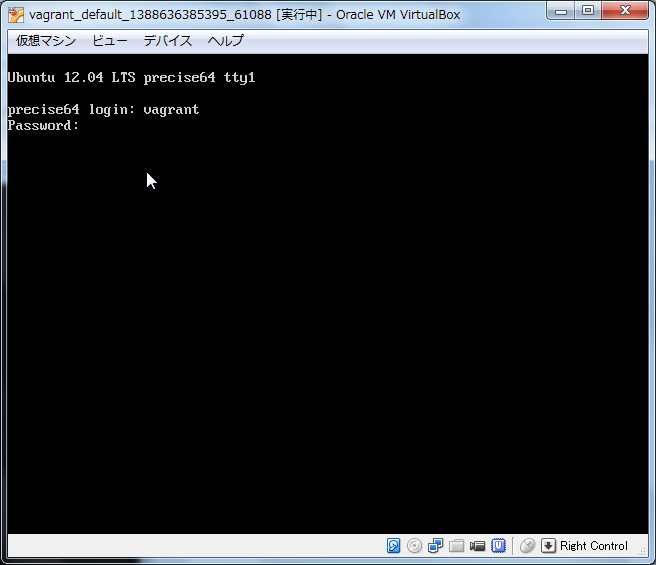 vagrant_default_1388636385395_61088 [実行中] - Oracle VM VirtualBox
仮想マシン ビュー デバイス ヘルプ
Ubuntu 12.04 LTS precise64 tty1
precise64 login: vagrant
Password:
Right Control